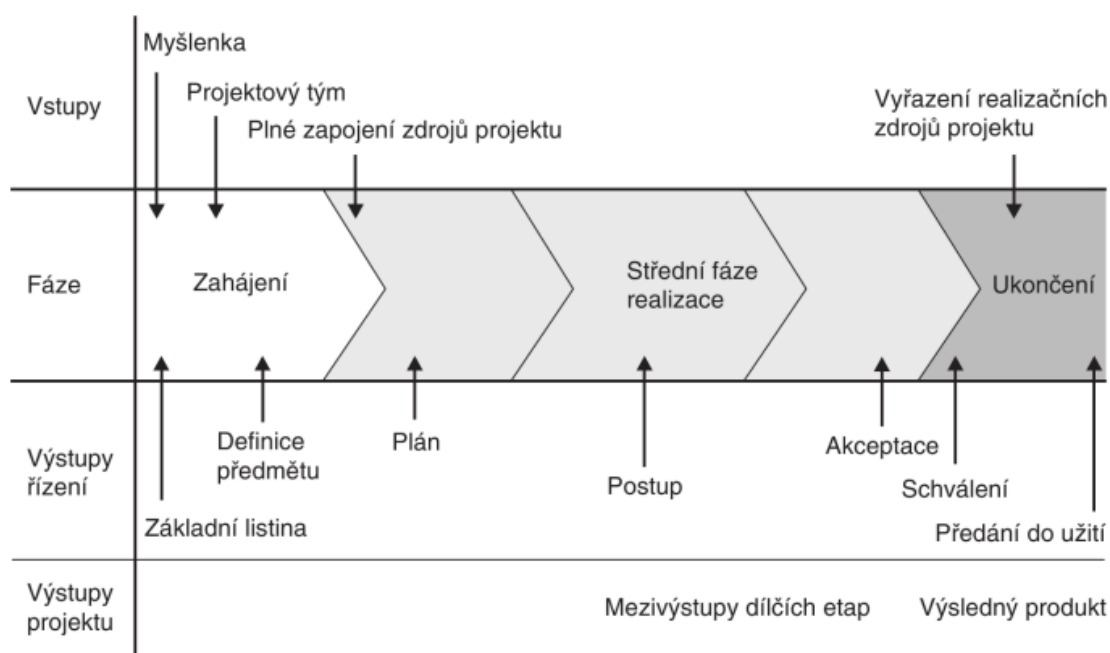 Myšlenka
Vstupy
Projektový tým
Plné zapojení zdrojů projektu
Vyřazení realizačních
zdrojů projektu
Fáze
Zahájení
Střední fáze
realizace
Ukončení
Výstupy
řízení
Základní listina
Definice
předmětu
Plán
Postup
Akceptace
Schválení
Předání do užití
Výstupy
projektu
Mezivýstupy dílčích etap
Výsledný produkt